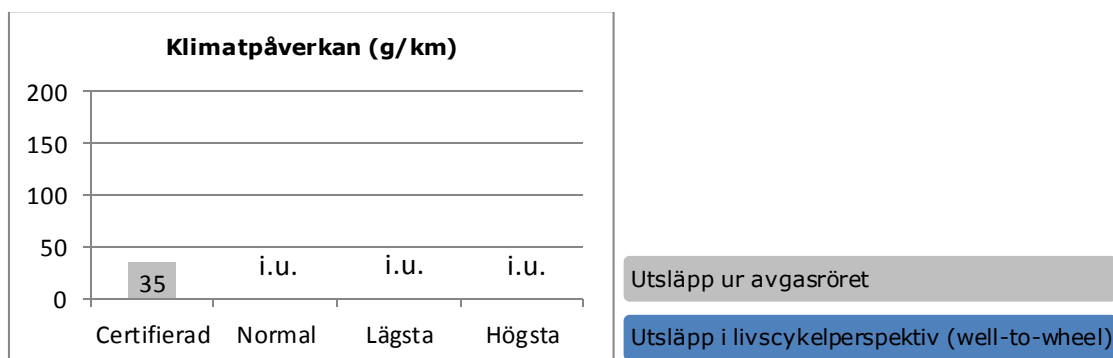 Klimatpåverkan (g/km)
200
150
100
50
0
35
i.u.
i.u.
i.u.
Certifierad Normal Lägsta Högsta
Utsläpp ur avgasröret
Utsläpp i livscykelperspektiv (well-to-wheel)